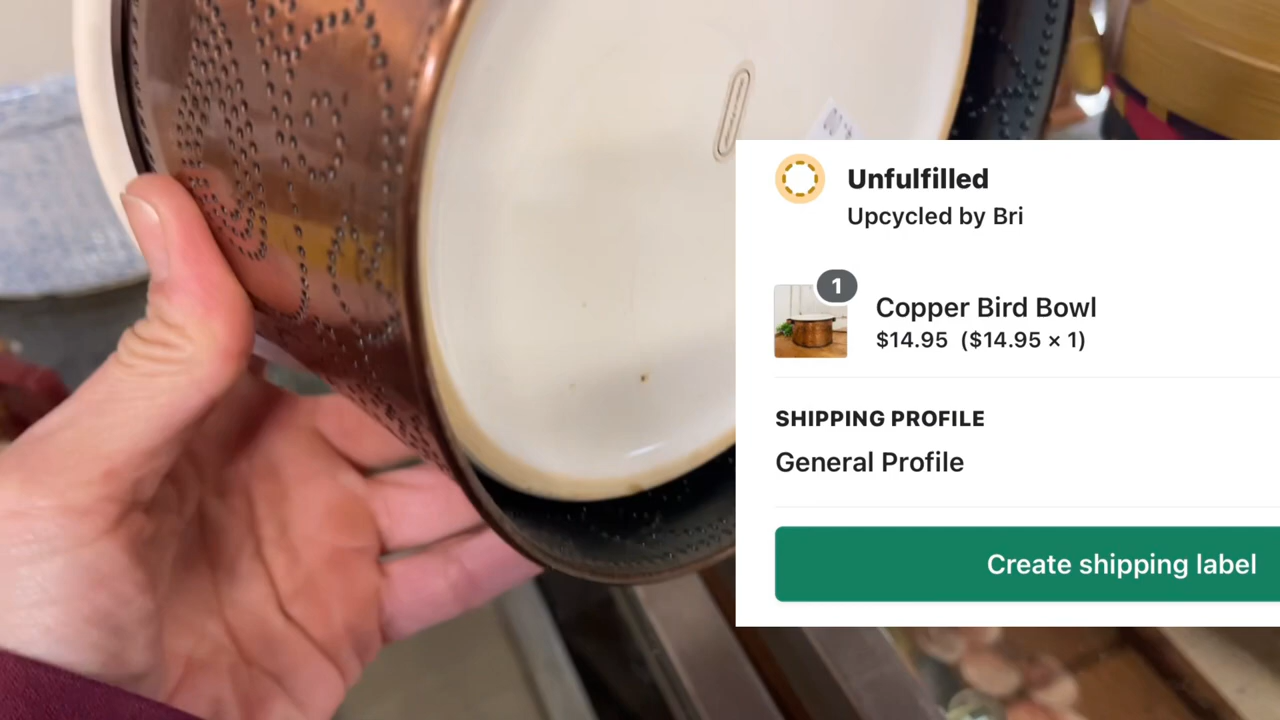 Unfulfilled
Upcycled by Bri
1
Copper Bird Bowl
$14.95 ($14.95 × 1)
SHIPPING PROFILE
General Profile
Create shipping label